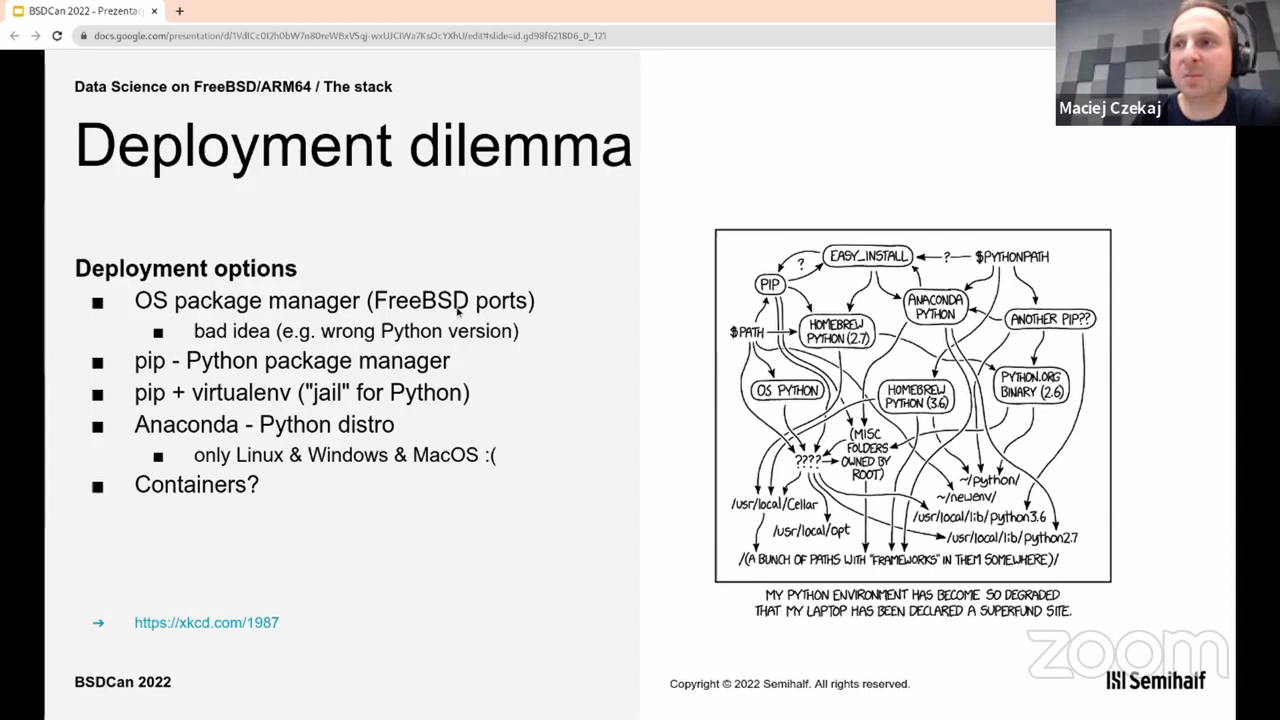 BSDCan 2022 - Prezentac
docs.google.com/presentation/d/1VdICc0I2h0bW7n80reWBxV5qj-wxUJCIWa7KsOcYXhU/edit#slide=id.gd98f621806_0_121
Maciej Czekaj
Data Science on FreeBSD/ARM64 / The stack
Deployment dilemma
Deployment options
■ OS package manager (FreeBSD ports)
■ bad idea (e.g. wrong Python version)
■ pip - Python package manager
■ pip + virtualenv ("jail" for Python)
■ Anaconda - Python distro
■ only Linux & Windows & MacOS :(
■ Containers?
→ https://xkcd.com/1987
BSDCan 2022
EASY_INSTALL
?
$PYTHONPATH
?
PIP
ANACONDA
PYTHON
ANOTHER PIP??
$PATH
HOMEBREW
PYTHON (2.7)
OS PYTHON
HOMEBREW
PYTHON (3.6)
PYTHON.ORG
BINARY (2.6)
(MISC
FOLDERS
OWNED BY
ROOT)
????
~/python/
~/newenv/
/usr/local/Cellar
/usr/local/lib/python3.6
/usr/local/opt
/usr/local/lib/python2.7
/(A BUNCH OF PATHS WITH "FRAMEWORKS" IN THEM SOMEWHERE)/
MY PYTHON ENVIRONMENT HAS BECOME SO DEGRADED
THAT MY LAPTOP HAS BEEN DECLARED A SUPERFUND SITE.
zoom
Copyright © 2022 Semihalf. All rights reserved.
Semihalf